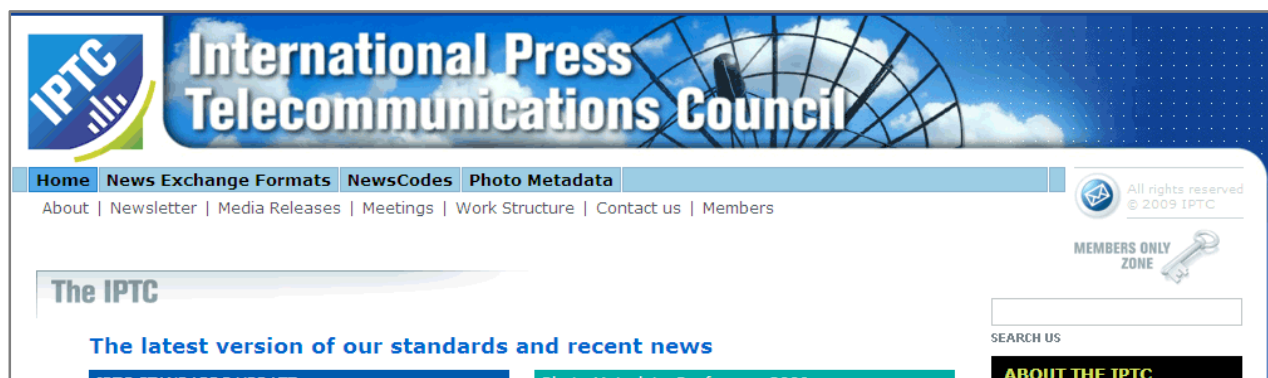 IPTC
International Press
Telecommunications Council
Home News Exchange Formats NewsCodes Photo Metadata
About | Newsletter | Media Releases | Meetings | Work Structure | Contact us | Members
All rights reserved
© 2009 IPTC
MEMBERS ONLY
ZONE
The IPTC
SEARCH US
The latest version of our standards and recent news
ABOUT THE IPTC